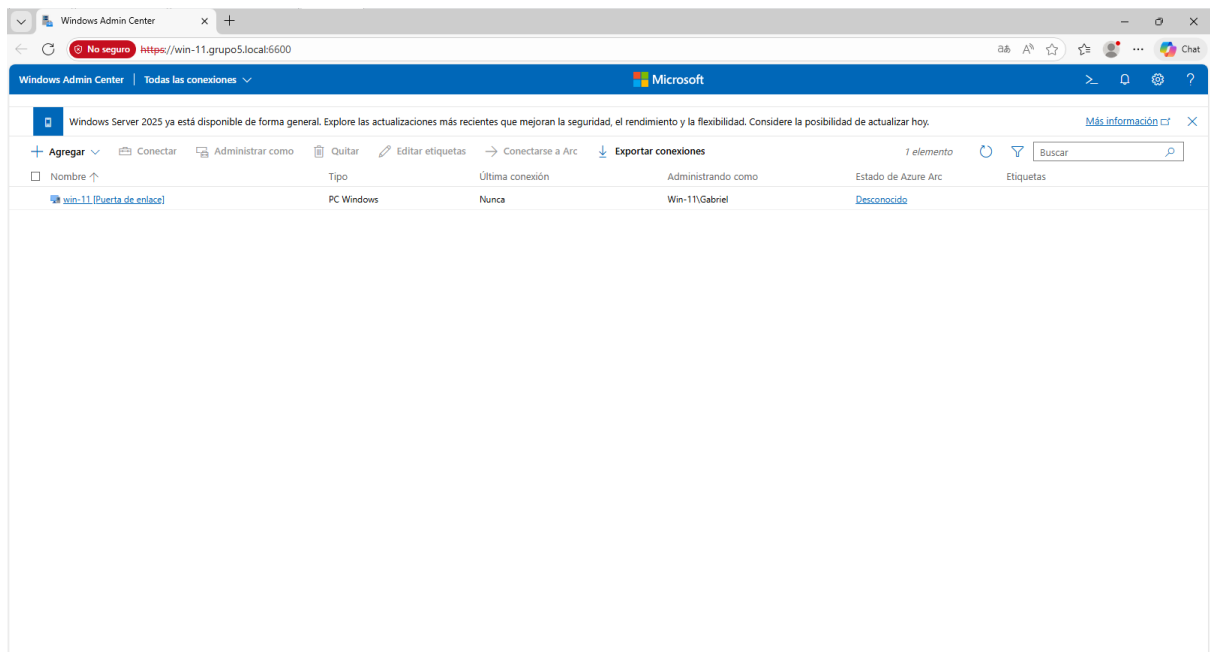 Windows Admin Center
No seguro https://win-11.grupo5.local:6600 Chat
Windows Admin Center | Todas las conexiones Microsoft ?
Windows Server 2025 ya está disponible de forma general. Explore las actualizaciones más recientes que mejoran la seguridad, el rendimiento y la flexibilidad. Considere la posibilidad de actualizar hoy. Más información
Agregar Conectar Administrar como Quitar Editar etiquetas Conectarse a Arc Exportar conexiones 1 elemento Buscar
Nombre Tipo Última conexión Administrando como Estado de Azure Arc Etiquetas
win-11 [Puerta de enlace] PC Windows Nunca Win-11\Gabriel Desconocido